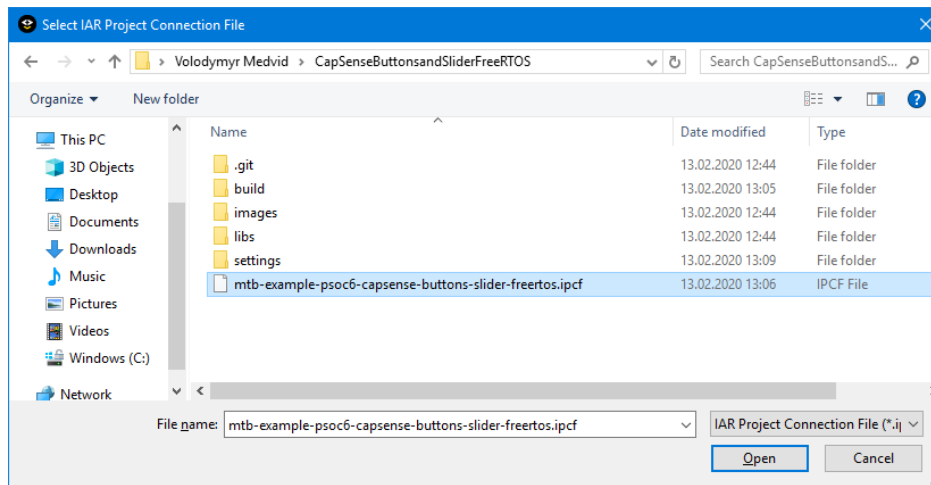 Select IAR Project Connection File
Volodymyr Medvid > CapSenseButtonsandSliderFreeRTOS
Search CapSenseButtonsandS...
Organize
New folder
Name
Date modified
Type
This PC
3D Objects
Desktop
Documents
Downloads
Music
Pictures
Videos
Windows (C:)
Network
.git 13.02.2020 12:44 File folder
build 13.02.2020 13:05 File folder
images 13.02.2020 12:44 File folder
libs 13.02.2020 12:44 File folder
settings 13.02.2020 13:09 File folder
mtb-example-psoc6-capsense-buttons-slider-freertos.ipcf 13.02.2020 13:06 IPCF File
File name: mtb-example-psoc6-capsense-buttons-slider-freertos.ipcf
IAR Project Connection File (*.ip
Open
Cancel